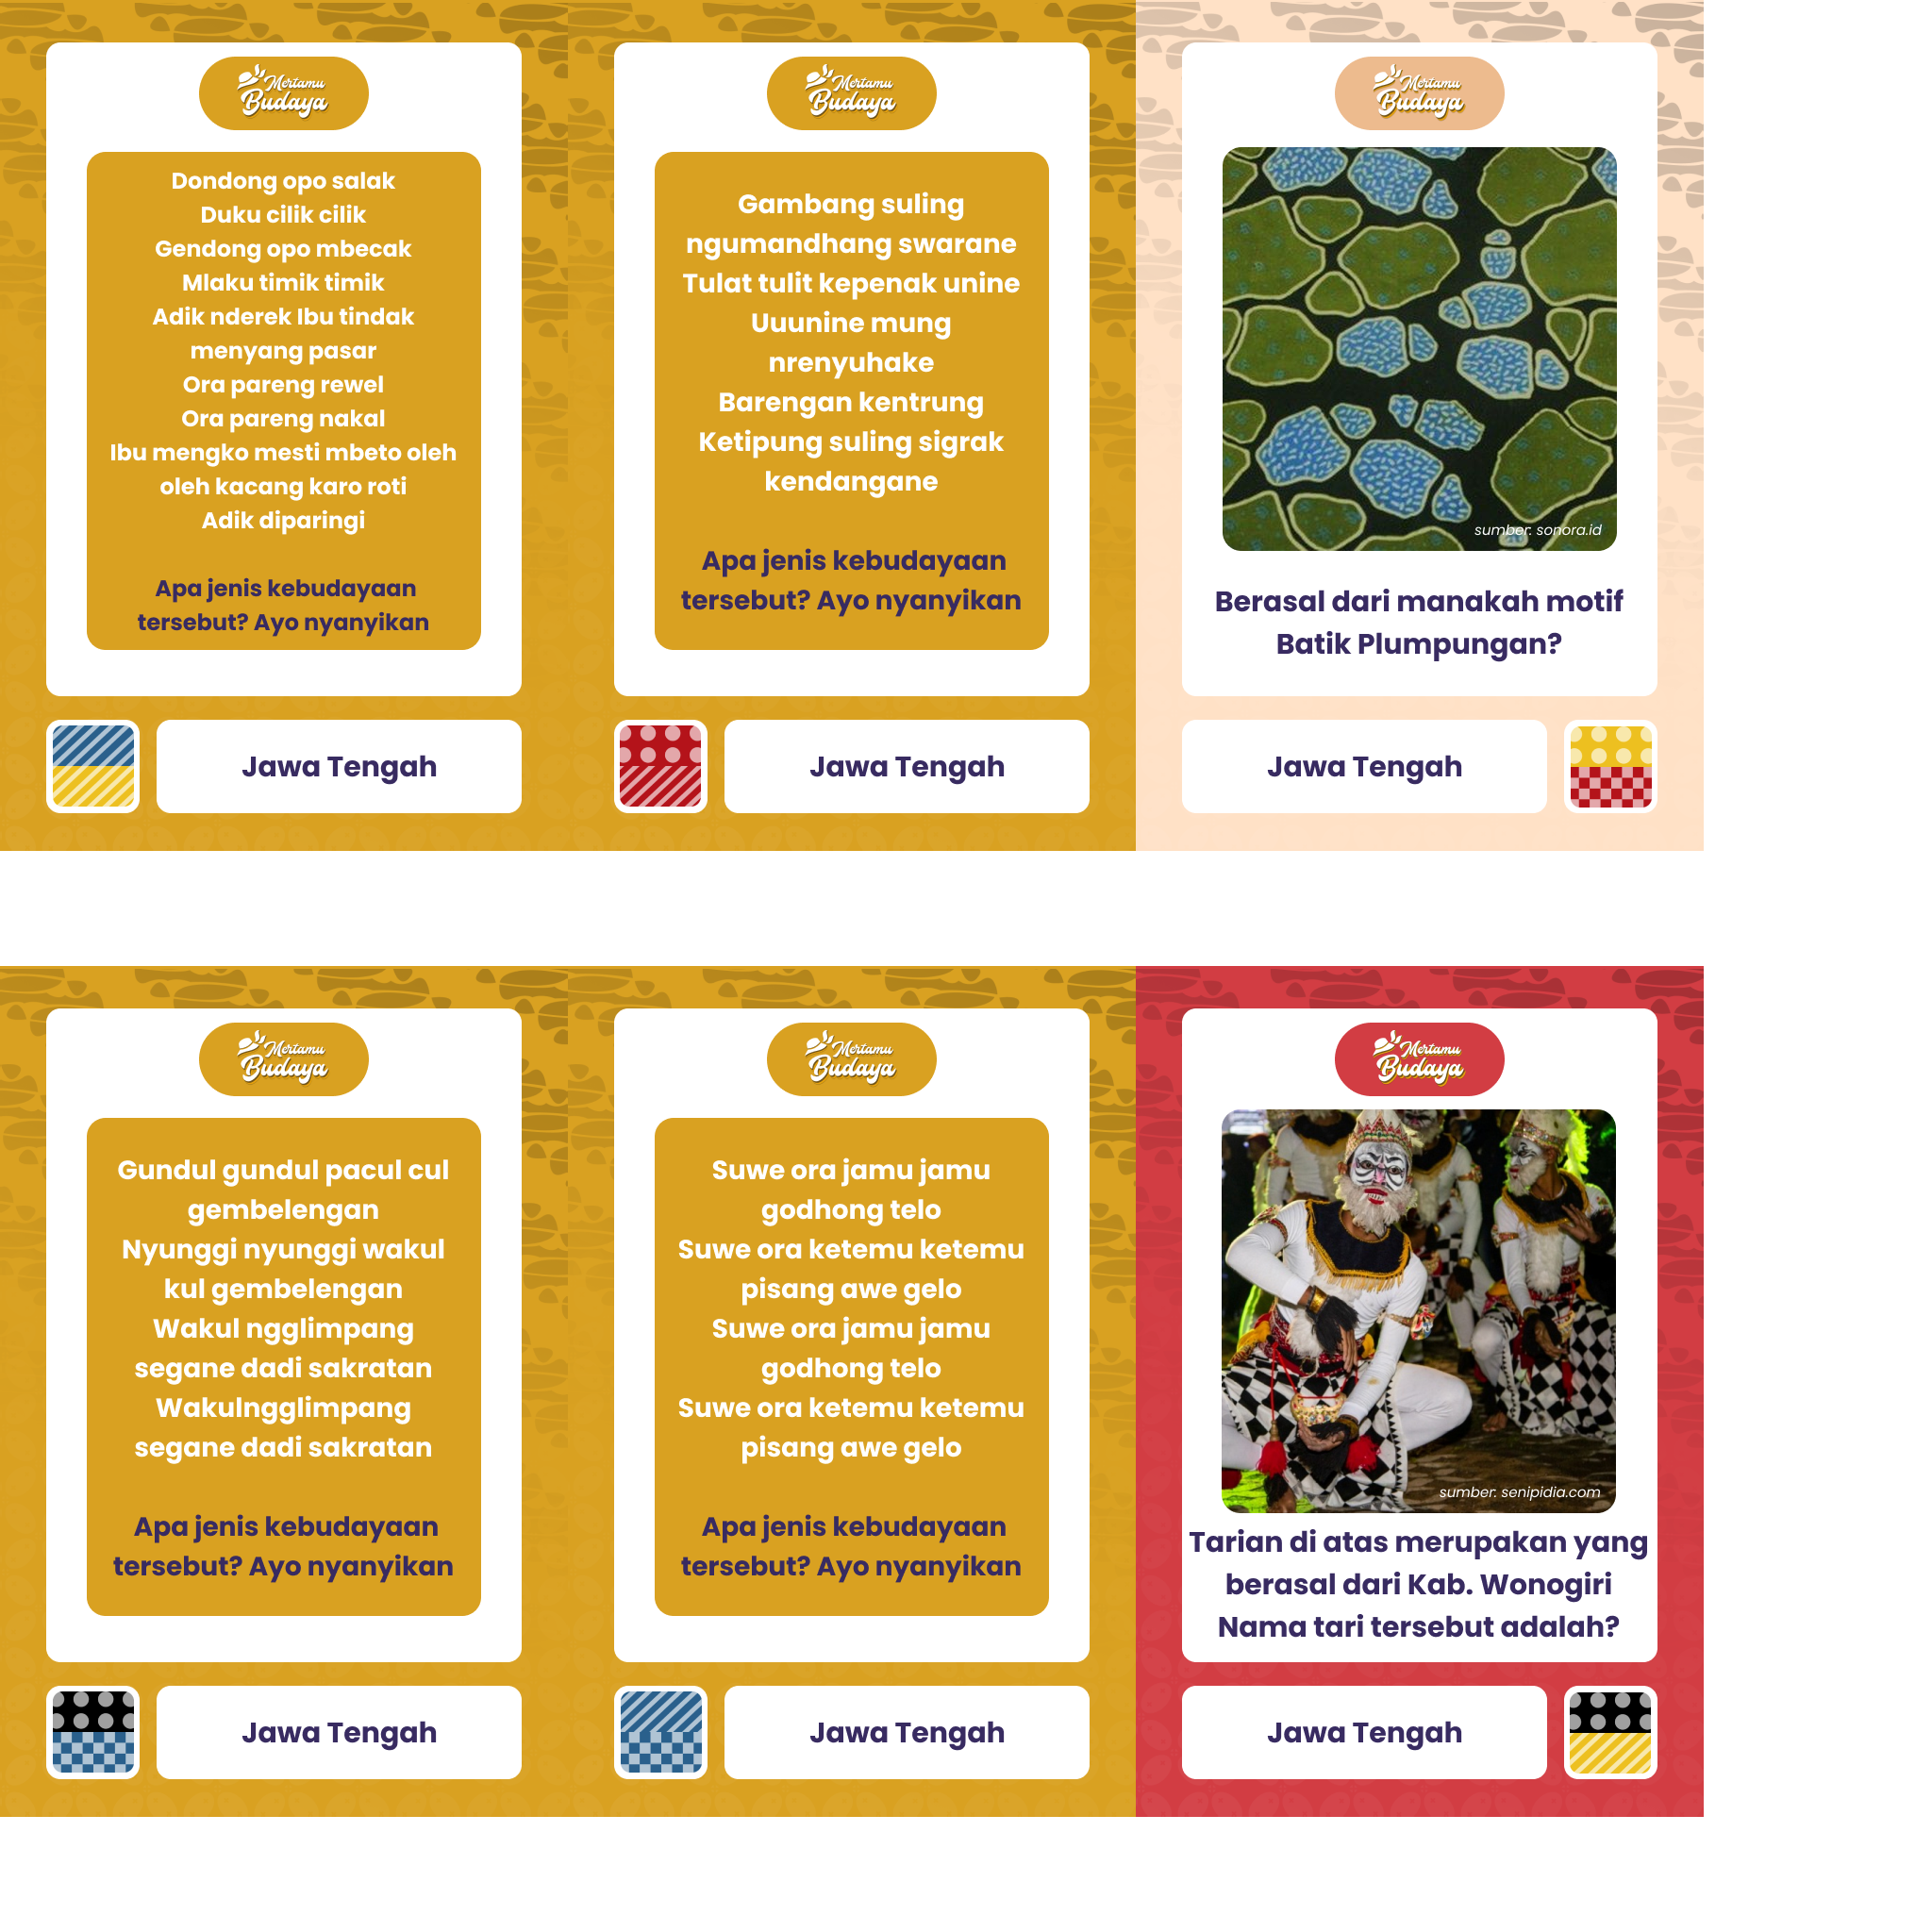 Mertamu
Budaya
Dondong opo salak
Duku cilik cilik
Gendong opo mbecak
Mlaku timik timik
Adik nderek Ibu tindak
menyang pasar
Ora pareng rewel
Ora pareng nakal
Ibu mengko mesti mbeto oleh
oleh kacang karo roti
Adik diparingi
Apa jenis kebudayaan
tersebut? Ayo nyanyikan
Jawa Tengah
Mertamu
Budaya
Gambang suling
ngumandhang swarane
Tulat tulit kepenak unine
Uuunine mung
nrenyuhake
Barengan kentrung
Ketipung suling sigrak
kendangane
Apa jenis kebudayaan
tersebut? Ayo nyanyikan
Jawa Tengah
Mertamu
Budaya
sumber: sonora.id
Berasal dari manakah motif
Batik Plumpungan?
Jawa Tengah
Mertamu
Budaya
Gundul gundul pacul cul
gembelengan
Nyunggi nyunggi wakul
kul gembelengan
Wakul ngglimpang
segane dadi sakratan
Wakulngglimpang
segane dadi sakratan
Apa jenis kebudayaan
tersebut? Ayo nyanyikan
Jawa Tengah
Mertamu
Budaya
Suwe ora jamu jamu
godhong telo
Suwe ora ketemu ketemu
pisang awe gelo
Suwe ora jamu jamu
godhong telo
Suwe ora ketemu ketemu
pisang awe gelo
Apa jenis kebudayaan
tersebut? Ayo nyanyikan
Jawa Tengah
Mertamu
Budaya
sumber: senipidia.com
Tarian di atas merupakan yang
berasal dari Kab. Wonogiri
Nama tari tersebut adalah?
Jawa Tengah